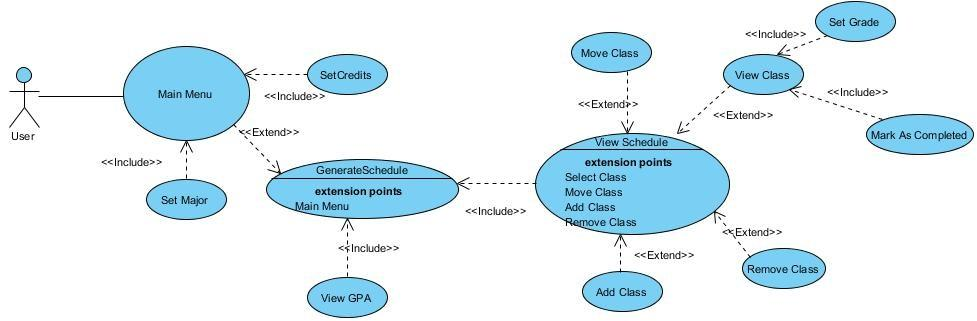 Set Grade
<<Include>>
Move Class
View Class
SetCredits
Main Menu
<<Include>>
<<Include>>
<<Extend>>
<<Extend>>
User
<<Extend>>
Mark As Completed
View Schedule
<<Include>>
extension points
GenerateSchedule
Select Class
extension points
Move Class
Set Major
Main Menu
Add Class
<<Include>>
Remove Class
<<Extend>>
<<Include>>
<<Extend>>
Remove Class
View GPA
Add Class